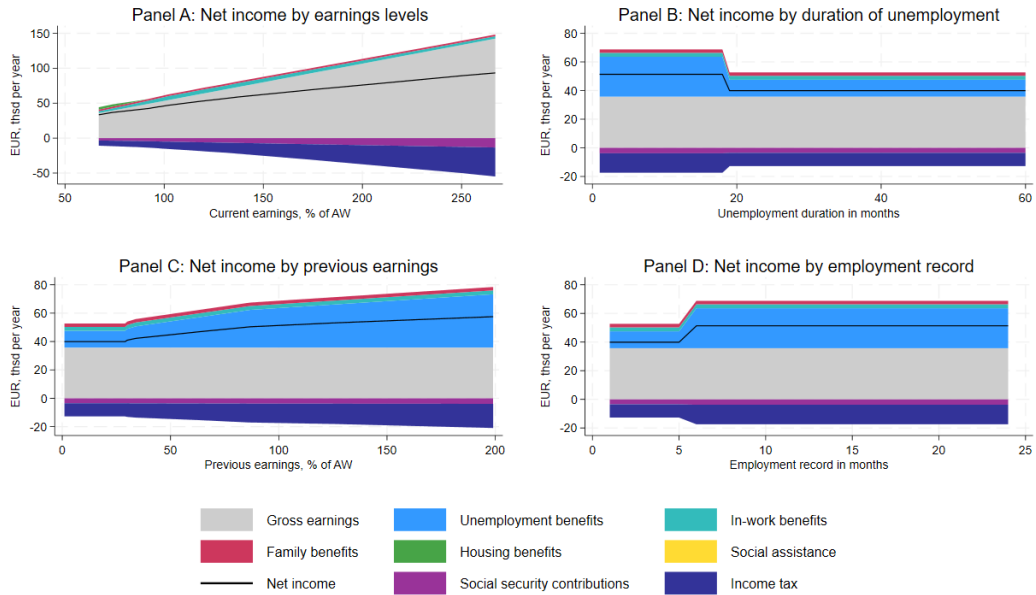 Panel A: Net income by earnings levels
EUR, thsd per year
150
100
50
0
-50
50
100
150
200
250
Current earnings, % of AW
Panel B: Net income by duration of unemployment
EUR, thsd per year
80
60
40
20
0
-20
0
20
40
60
Unemployment duration in months
Panel C: Net income by previous earnings
EUR, thsd per year
80
60
40
20
0
-20
0
50
100
150
200
Previous earnings, % of AW
Panel D: Net income by employment record
EUR, thsd per year
80
60
40
20
0
-20
0
5
10
15
20
25
Employment record in months
Gross earnings
Unemployment benefits
In-work benefits
Family benefits
Housing benefits
Social assistance
Net income
Social security contributions
Income tax